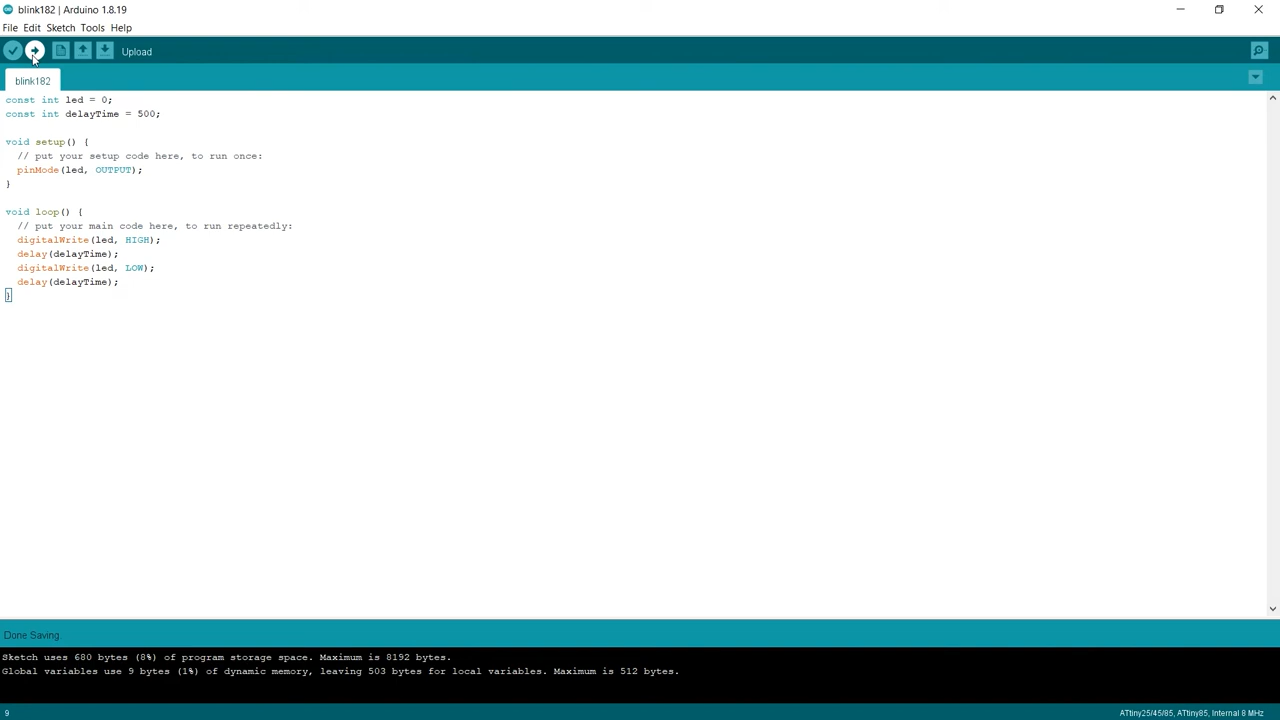 blink182 | Arduino 1.8.19
File Edit Sketch Tools Help
Upload
blink182
const int led = 0;
const int delayTime = 500;
void setup() {
// put your setup code here, to run once:
pinMode(led, OUTPUT);
}
void loop() {
// put your main code here, to run repeatedly:
digitalWrite(led, HIGH);
delay(delayTime);
digitalWrite(led, LOW);
delay(delayTime);
}
Done Saving.
Sketch uses 680 bytes (8%) of program storage space. Maximum is 8192 bytes.
Global variables use 9 bytes (1%) of dynamic memory, leaving 503 bytes for local variables. Maximum is 512 bytes.
9
ATtiny25/45/85, ATtiny85, Internal 8 MHz